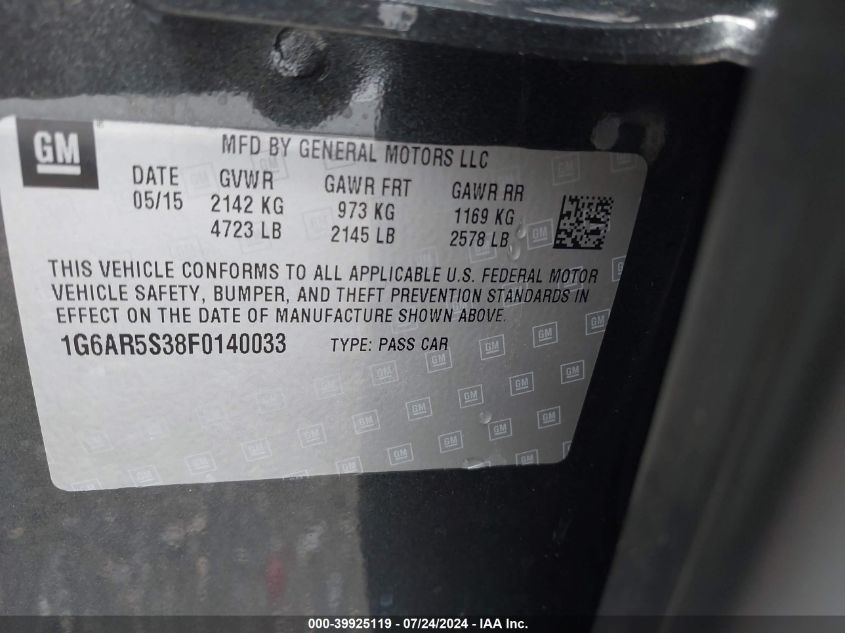 GM
MFD BY GENERAL MOTORS LLC
DATE GVWR GAWR FRT GAWR RR
05/15 2142 KG 973 KG 1169 KG
4723 LB 2145 LB 2578 LB
THIS VEHICLE CONFORMS TO ALL APPLICABLE U.S. FEDERAL MOTOR
VEHICLE SAFETY, BUMPER, AND THEFT PREVENTION STANDARDS IN
EFFECT ON THE DATE OF MANUFACTURE SHOWN ABOVE.
1G6AR5S38F0140033 TYPE: PASS CAR
000-39925119 - 07/24/2024 - IAA Inc.